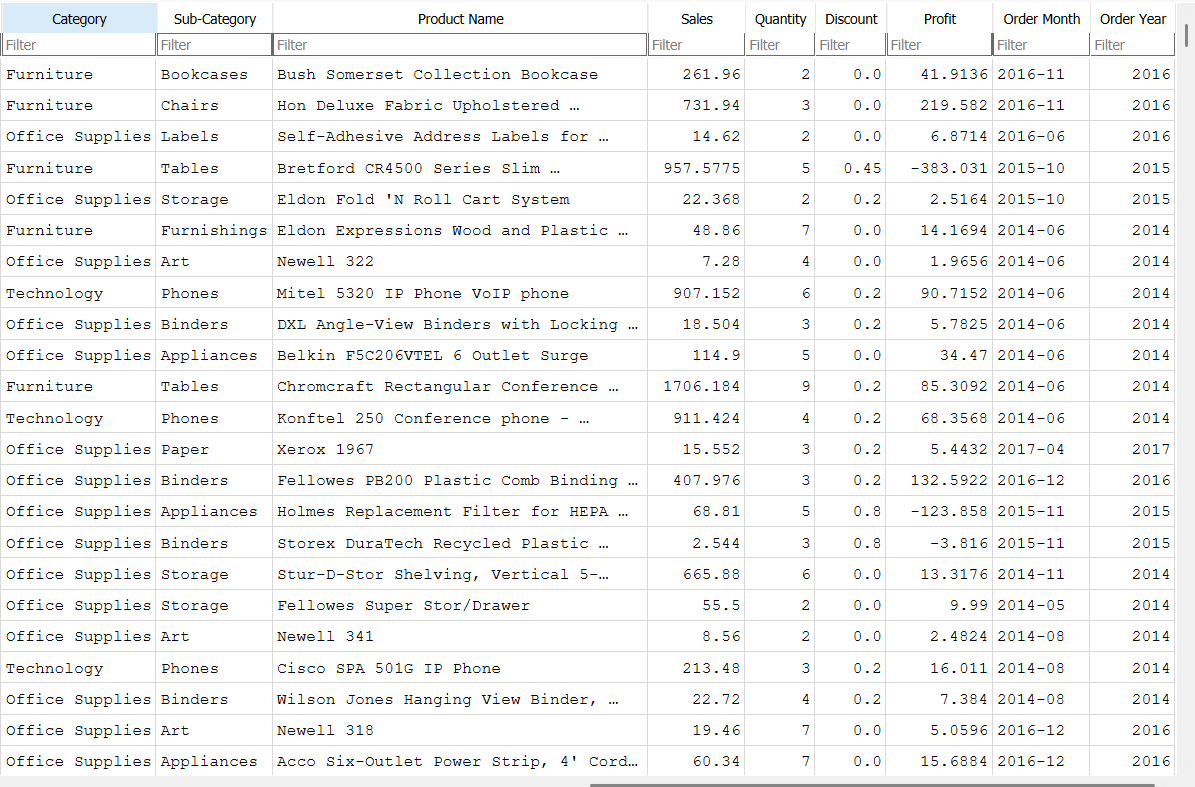 Category Sub-Category Product Name Sales Quantity Discount Profit Order Month Order Year
Filter Filter Filter Filter Filter Filter Filter Filter Filter
Furniture Bookcases Bush Somerset Collection Bookcase 261.96 2 0.0 41.9136 2016-11 2016
Furniture Chairs Hon Deluxe Fabric Upholstered … 731.94 3 0.0 219.582 2016-11 2016
Office Supplies Labels Self-Adhesive Address Labels for … 14.62 2 0.0 6.8714 2016-06 2016
Furniture Tables Bretford CR4500 Series Slim … 957.5775 5 0.45 -383.031 2015-10 2015
Office Supplies Storage Eldon Fold 'N Roll Cart System 22.368 2 0.2 2.5164 2015-10 2015
Furniture Furnishings Eldon Expressions Wood and Plastic … 48.86 7 0.0 14.1694 2014-06 2014
Office Supplies Art Newell 322 7.28 4 0.0 1.9656 2014-06 2014
Technology Phones Mitel 5320 IP Phone VoIP phone 907.152 6 0.2 90.7152 2014-06 2014
Office Supplies Binders DXL Angle-View Binders with Locking … 18.504 3 0.2 5.7825 2014-06 2014
Office Supplies Appliances Belkin F5C206VTEL 6 Outlet Surge 114.9 5 0.0 34.47 2014-06 2014
Furniture Tables Chromcraft Rectangular Conference … 1706.184 9 0.2 85.3092 2014-06 2014
Technology Phones Konftel 250 Conference phone - … 911.424 4 0.2 68.3568 2014-06 2014
Office Supplies Paper Xerox 1967 15.552 3 0.2 5.4432 2017-04 2017
Office Supplies Binders Fellowes PB200 Plastic Comb Binding … 407.976 3 0.2 132.5922 2016-12 2016
Office Supplies Appliances Holmes Replacement Filter for HEPA … 68.81 5 0.8 -123.858 2015-11 2015
Office Supplies Binders Storex DuraTech Recycled Plastic … 2.544 3 0.8 -3.816 2015-11 2015
Office Supplies Storage Stur-D-Stor Shelving, Vertical 5-… 665.88 6 0.0 13.3176 2014-11 2014
Office Supplies Storage Fellowes Super Stor/Drawer 55.5 2 0.0 9.99 2014-05 2014
Office Supplies Art Newell 341 8.56 2 0.0 2.4824 2014-08 2014
Technology Phones Cisco SPA 501G IP Phone 213.48 3 0.2 16.011 2014-08 2014
Office Supplies Binders Wilson Jones Hanging View Binder, … 22.72 4 0.2 7.384 2014-08 2014
Office Supplies Art Newell 318 19.46 7 0.0 5.0596 2016-12 2016
Office Supplies Appliances Acco Six-Outlet Power Strip, 4' Cord… 60.34 7 0.0 15.6884 2016-12 2016